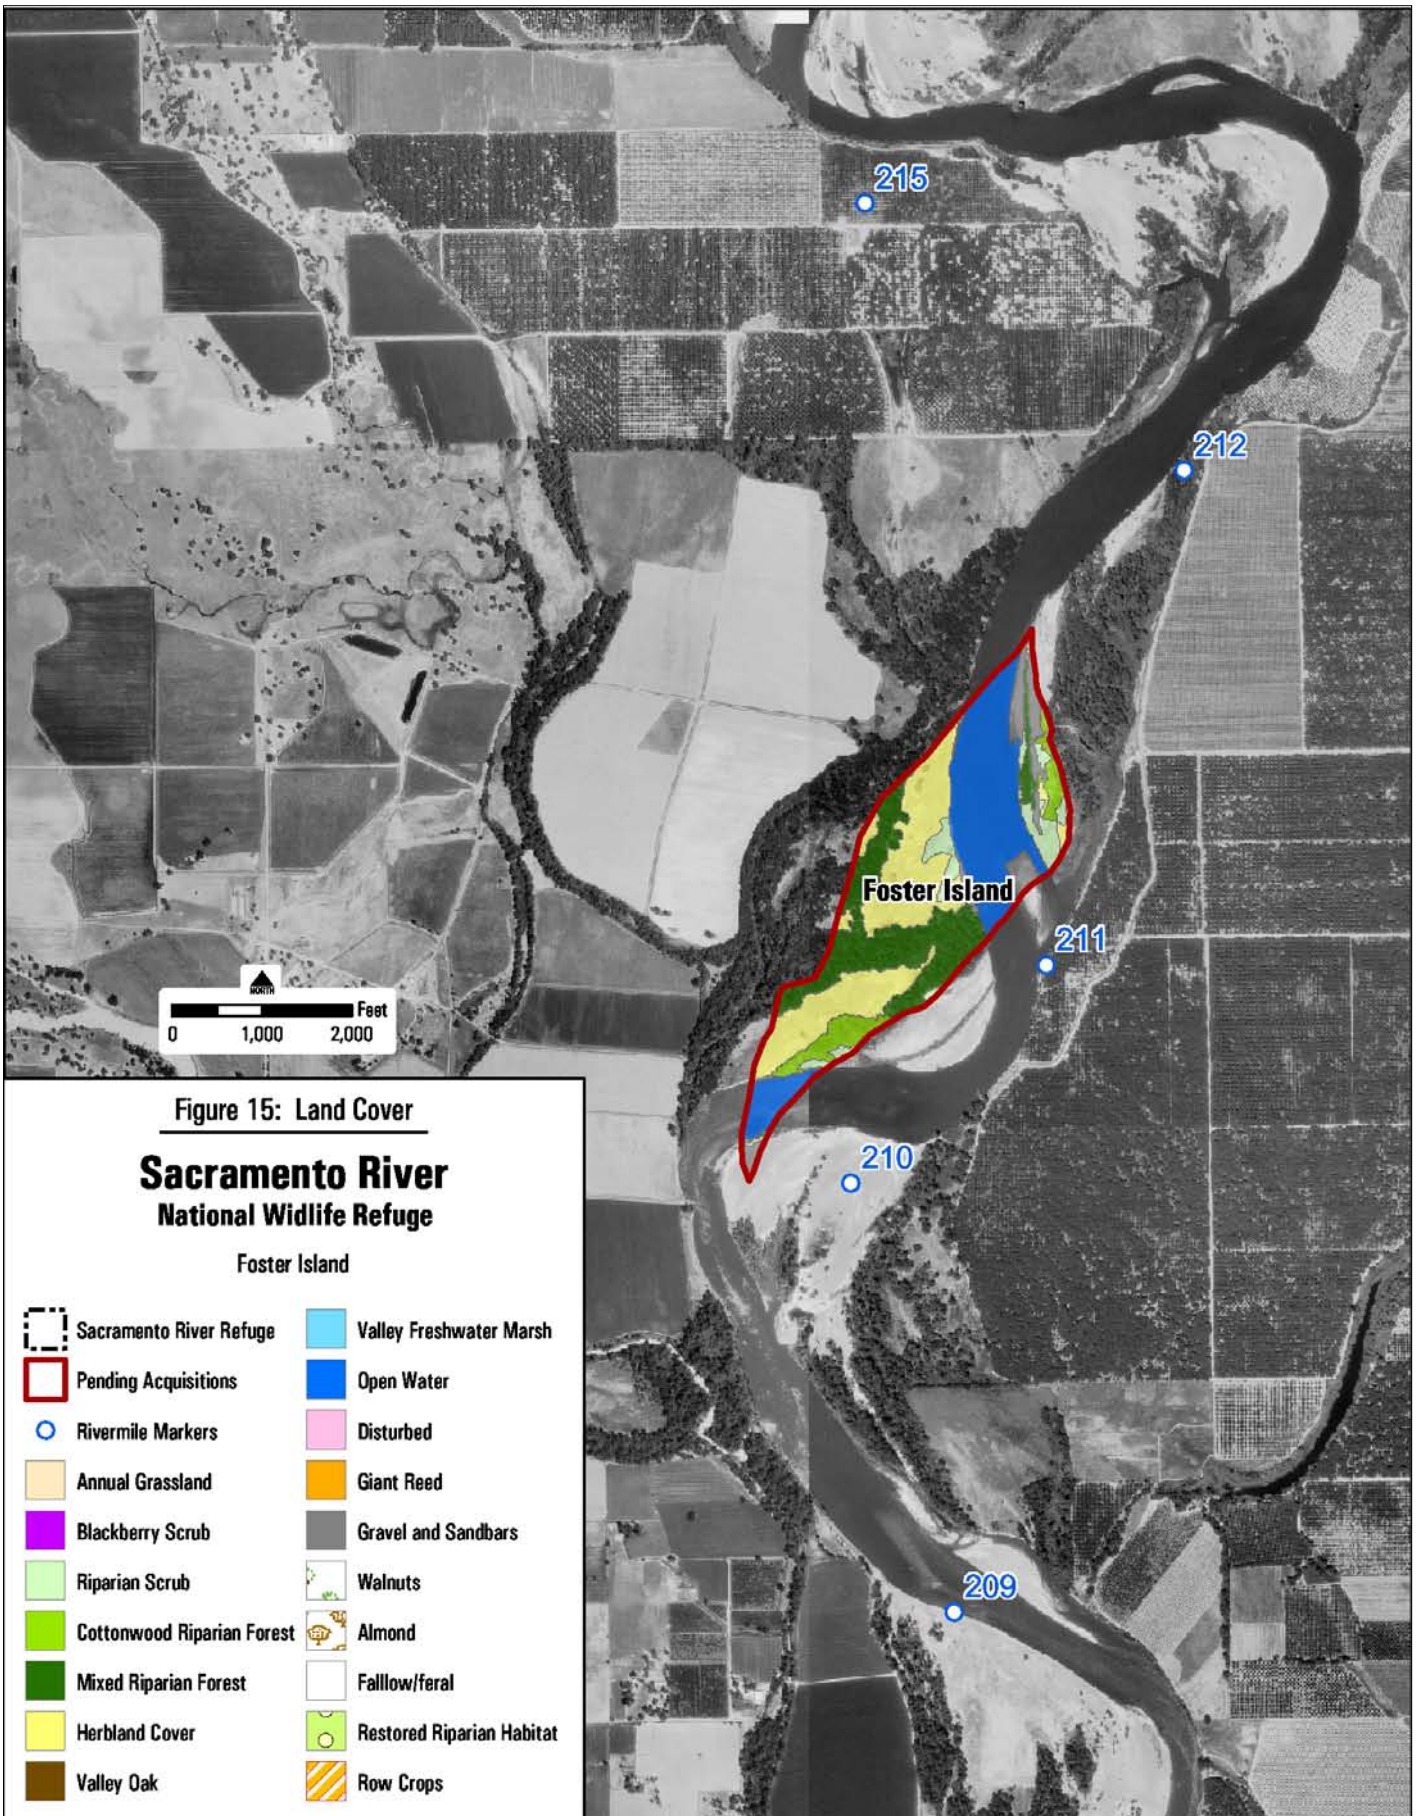 215
212
Foster Island
211
NORTH
Feet
0 1,000 2,000
210
209
Figure 15: Land Cover
Sacramento River
National Widlife Refuge
Foster Island
Sacramento River Refuge
Pending Acquisitions
Rivermile Markers
Annual Grassland
Blackberry Scrub
Riparian Scrub
Cottonwood Riparian Forest
Mixed Riparian Forest
Herbland Cover
Valley Oak
Valley Freshwater Marsh
Open Water
Disturbed
Giant Reed
Gravel and Sandbars
Walnuts
Almond
Falllow/feral
Restored Riparian Habitat
Row Crops